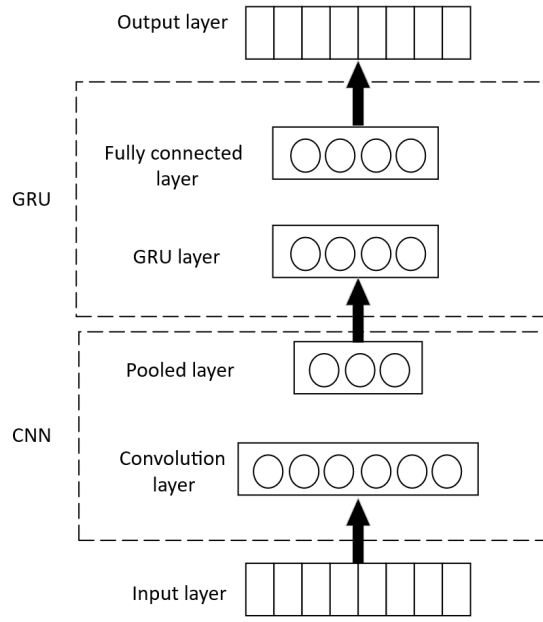 Output layer
Fully connected
layer
GRU
GRU layer
Pooled layer
CNN
Convolution
layer
Input layer